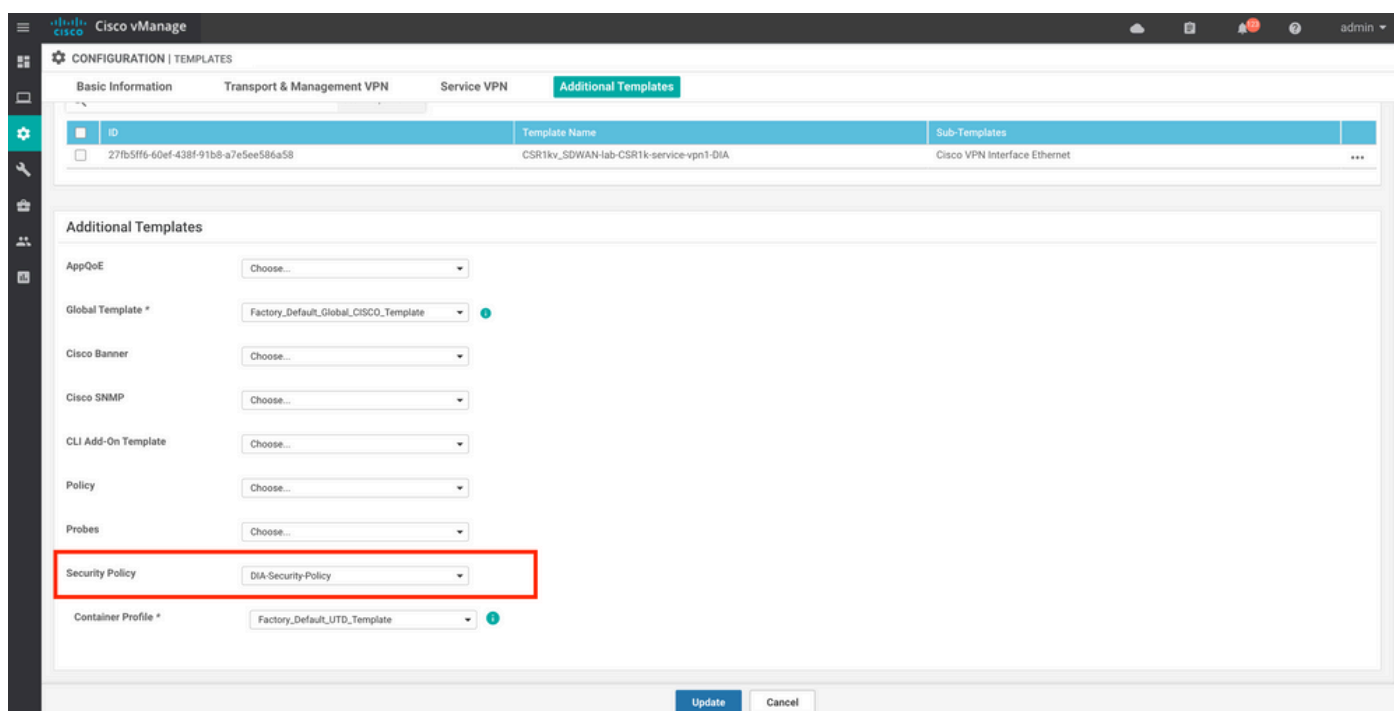 cisco Cisco vManage
123
admin
CONFIGURATION | TEMPLATES
Basic Information Transport & Management VPN Service VPN Additional Templates
ID Template Name Sub-Templates
27fb5ff6-60ef-438f-91b8-a7e5ee586a58 CSR1kv_SDWAN-lab-CSR1k-service-vpn1-DIA Cisco VPN Interface Ethernet ...
Additional Templates
AppQoE Choose...
Global Template * Factory_Default_Global_CISCO_Template
Cisco Banner Choose...
Cisco SNMP Choose...
CLI Add-On Template Choose...
Policy Choose...
Probes Choose...
Security Policy DIA-Security-Policy
Container Profile * Factory_Default_UTD_Template
Update Cancel